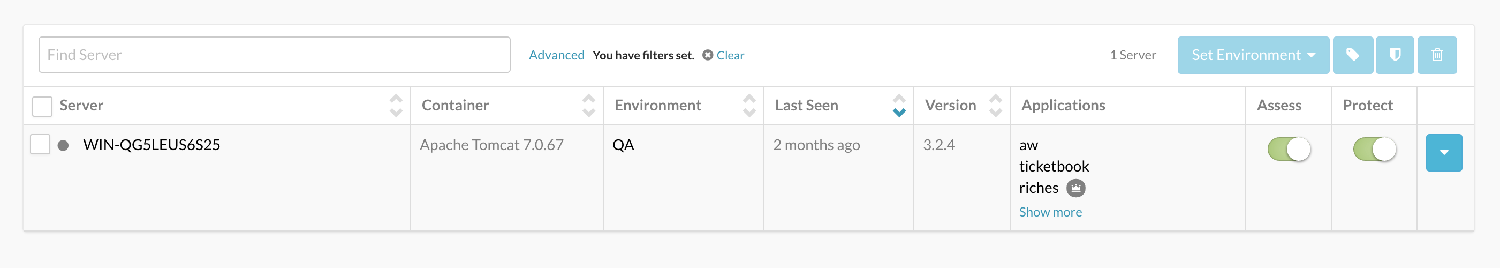 Find Server Advanced You have filters set. Clear 1 Server Set Environment
Server Container Environment Last Seen Version Applications Assess Protect
WIN-QG5LEUS6S25 Apache Tomcat 7.0.67 QA 2 months ago 3.2.4 aw
ticketbook
riches
Show more